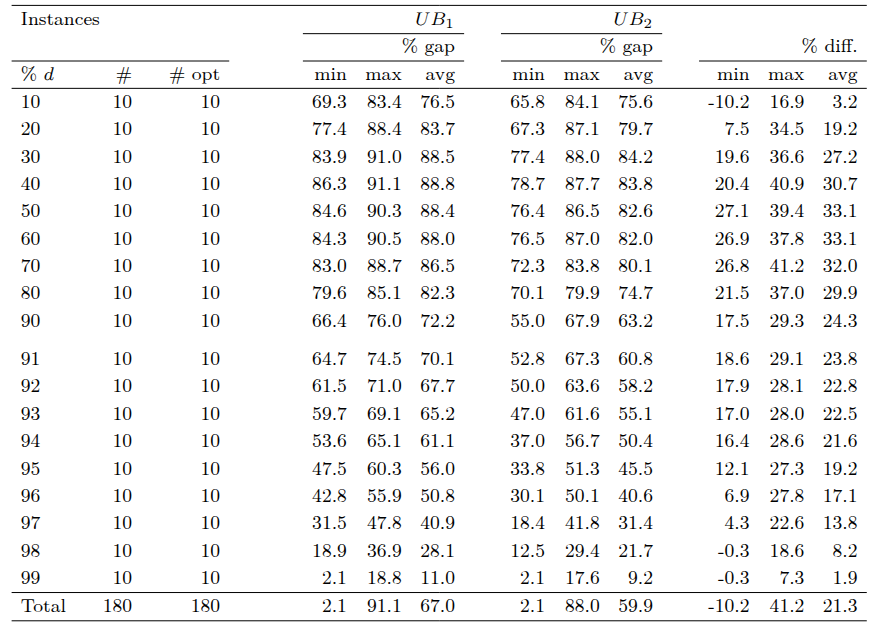 Instances UB1 UB2
% gap % gap % diff.
% d # # opt min max avg min max avg min max avg
10 10 10 69.3 83.4 76.5 65.8 84.1 75.6 -10.2 16.9 3.2
20 10 10 77.4 88.4 83.7 67.3 87.1 79.7 7.5 34.5 19.2
30 10 10 83.9 91.0 88.5 77.4 88.0 84.2 19.6 36.6 27.2
40 10 10 86.3 91.1 88.8 78.7 87.7 83.8 20.4 40.9 30.7
50 10 10 84.6 90.3 88.4 76.4 86.5 82.6 27.1 39.4 33.1
60 10 10 84.3 90.5 88.0 76.5 87.0 82.0 26.9 37.8 33.1
70 10 10 83.0 88.7 86.5 72.3 83.8 80.1 26.8 41.2 32.0
80 10 10 79.6 85.1 82.3 70.1 79.9 74.7 21.5 37.0 29.9
90 10 10 66.4 76.0 72.2 55.0 67.9 63.2 17.5 29.3 24.3
91 10 10 64.7 74.5 70.1 52.8 67.3 60.8 18.6 29.1 23.8
92 10 10 61.5 71.0 67.7 50.0 63.6 58.2 17.9 28.1 22.8
93 10 10 59.7 69.1 65.2 47.0 61.6 55.1 17.0 28.0 22.5
94 10 10 53.6 65.1 61.1 37.0 56.7 50.4 16.4 28.6 21.6
95 10 10 47.5 60.3 56.0 33.8 51.3 45.5 12.1 27.3 19.2
96 10 10 42.8 55.9 50.8 30.1 50.1 40.6 6.9 27.8 17.1
97 10 10 31.5 47.8 40.9 18.4 41.8 31.4 4.3 22.6 13.8
98 10 10 18.9 36.9 28.1 12.5 29.4 21.7 -0.3 18.6 8.2
99 10 10 2.1 18.8 11.0 2.1 17.6 9.2 -0.3 7.3 1.9
Total 180 180 2.1 91.1 67.0 2.1 88.0 59.9 -10.2 41.2 21.3